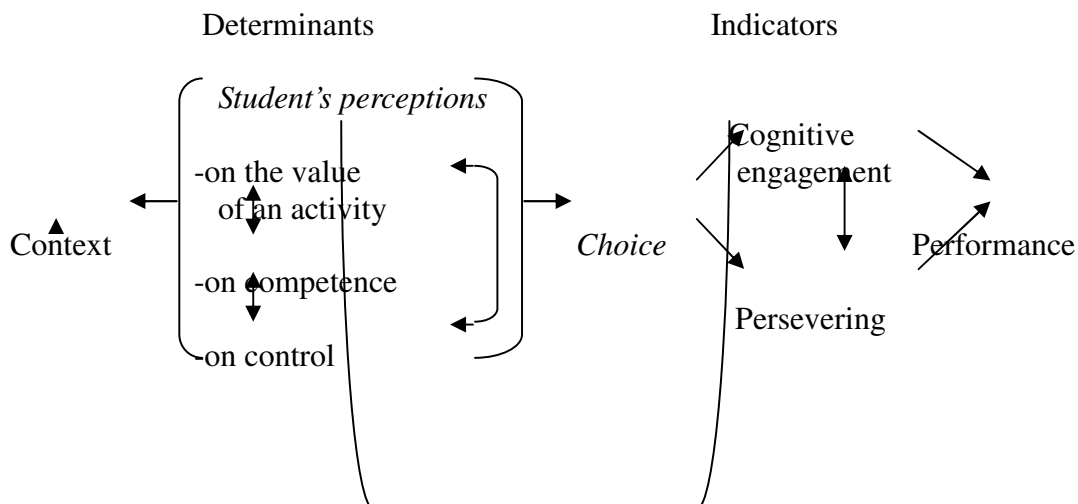 Determinants
Indicators
Student's perceptions
-on the value
of an activity
-on competence
-on control
Context
Choice
Cognitive
engagement
Persevering
Performance